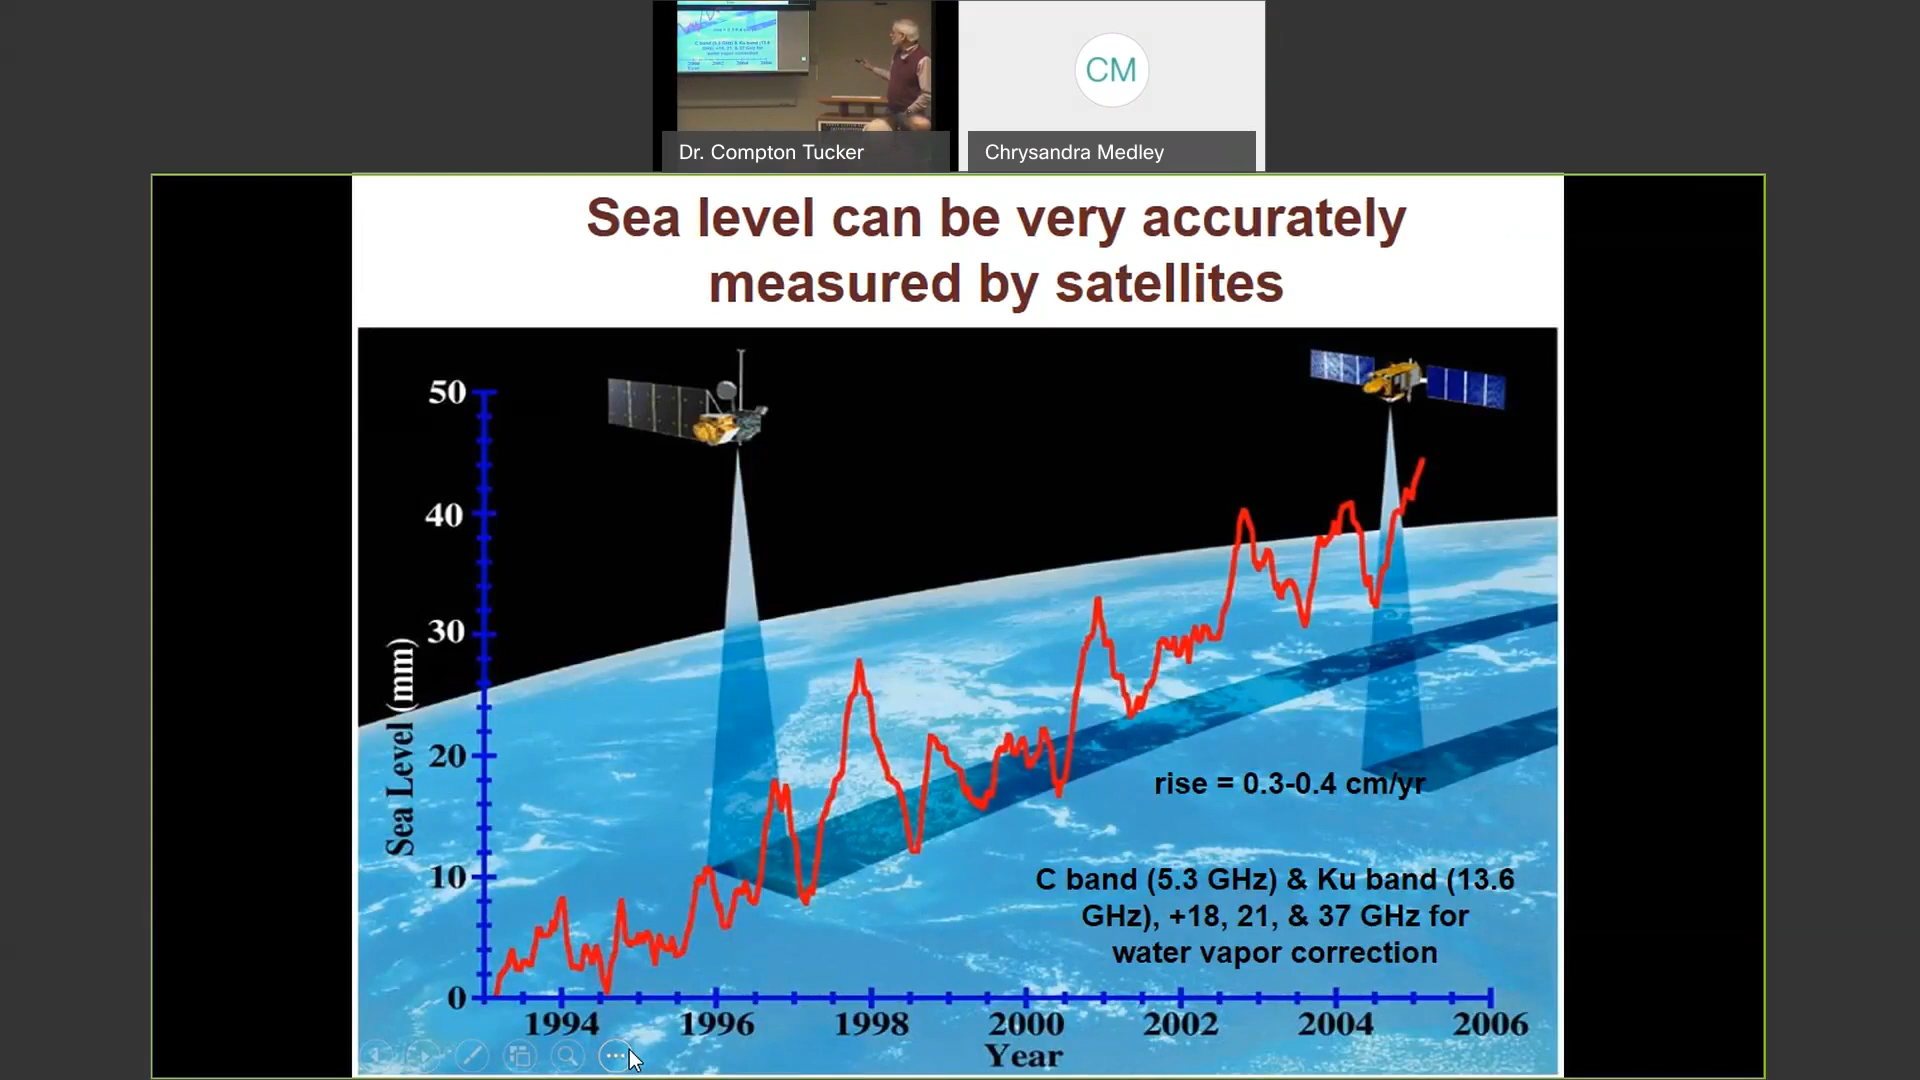 CM
Dr. Compton Tucker
Chrysandra Medley
Sea level can be very accurately
measured by satellites
50
40
30
20
10
0
Sea Level (mm)
rise = 0.3-0.4 cm/yr
C band (5.3 GHz) & Ku band (13.6
GHz), +18, 21, & 37 GHz for
water vapor correction
1994 1996 1998 2000 2002 2004 2006
Year